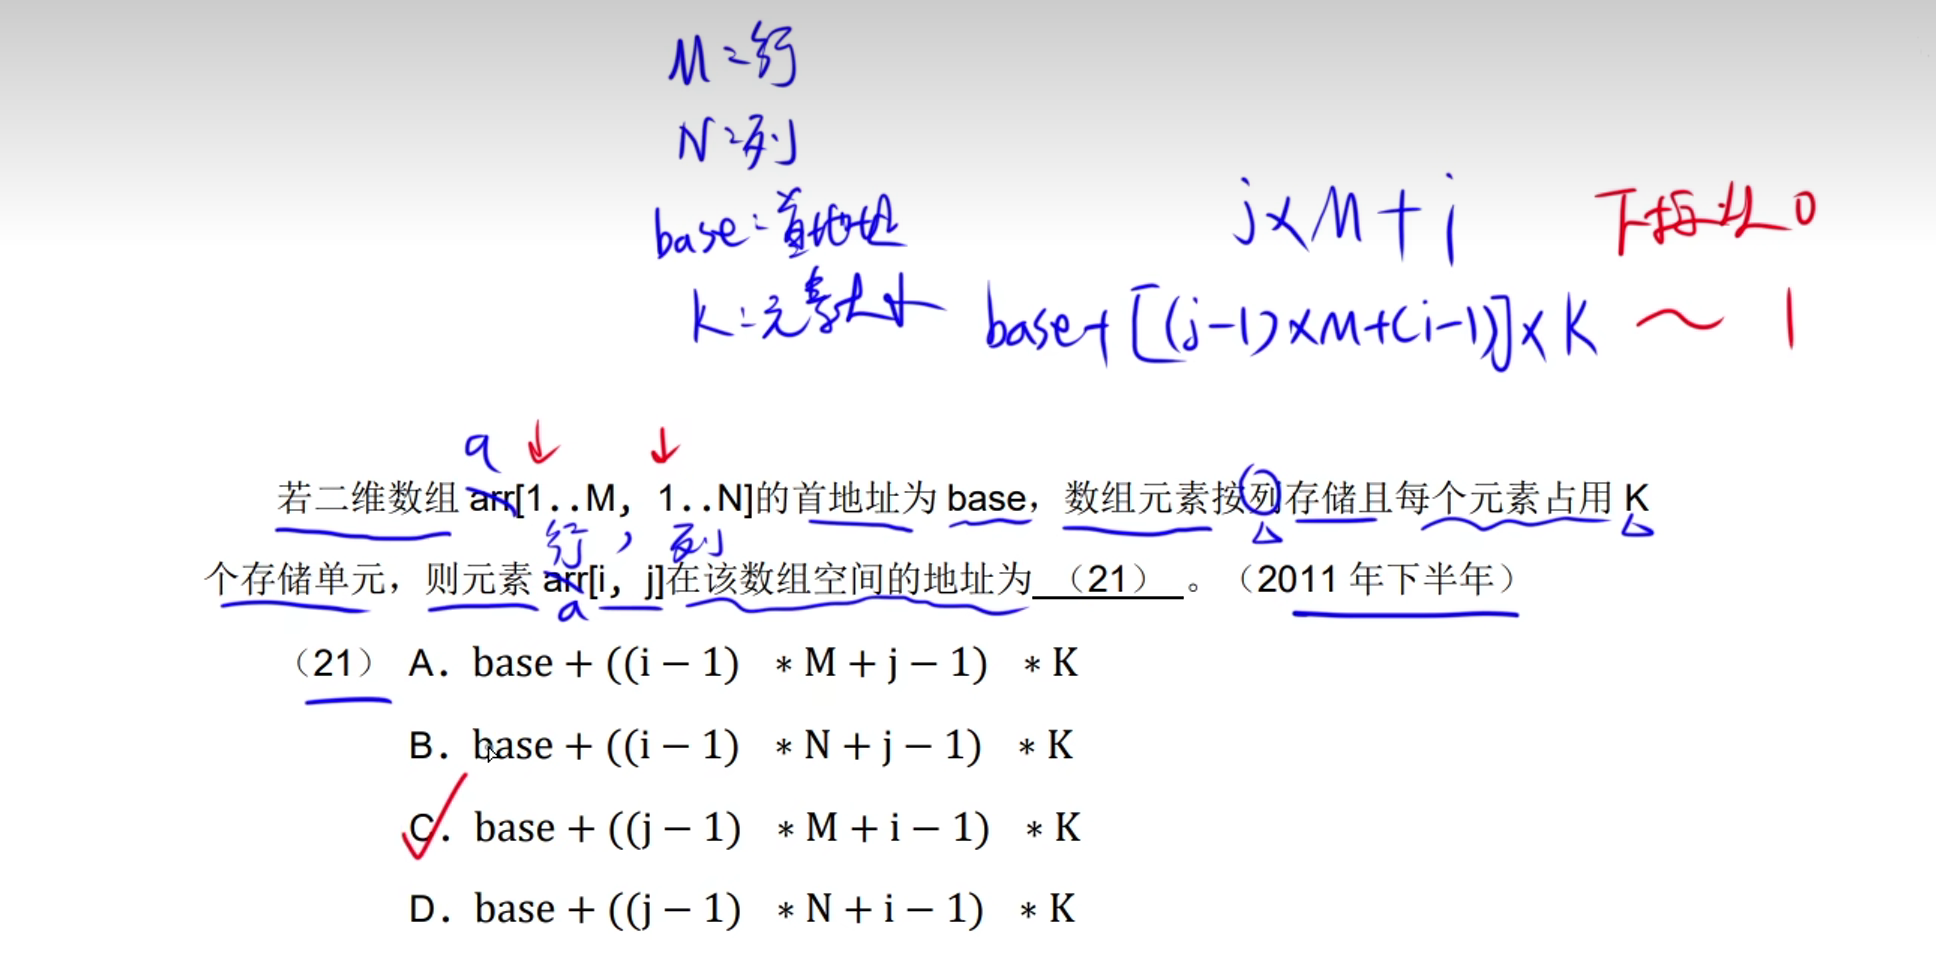 M：行
N：列
base：首地址
K：元素大小
j×M+i 下标从0
base+[(j-1)×M+(i-1)]×K ～ 1
a
若二维数组 arr[1..M, 1..N]的首地址为 base，数组元素按列存储且每个元素占用 K
行，列
个存储单元，则元素 arr[i, j]在该数组空间的地址为 （21） 。（2011 年下半年）
a
（21） A. base + ((i − 1) ∗ M + j − 1) ∗ K
B. base + ((i − 1) ∗ N + j − 1) ∗ K
C. base + ((j − 1) ∗ M + i − 1) ∗ K
D. base + ((j − 1) ∗ N + i − 1) ∗ K